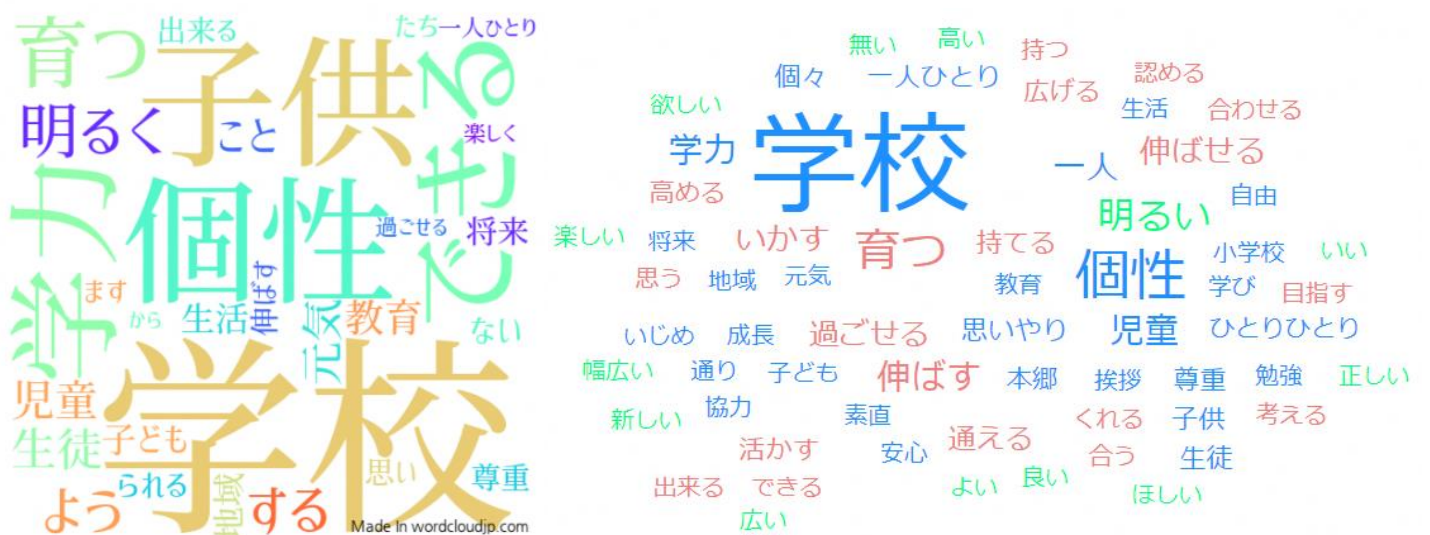 たち 一人ひとり
出来る
育つ
子供
できる
明るく
こと
楽しく
学力
個性
過ごせる
将来
ます
伸ばす
から
生活
元気
教育
ない
学校
児童
生徒
子ども
思い
尊重
られる
地域
よう
する
Made In wordcloudjp.com
無い 高い 持つ
個々 一人ひとり 認める
広げる
欲しい 生活 合わせる
学力 学校 一人 伸ばせる
高める 自由
明るい
楽しい 将来 いかす 育つ 持てる 小学校 いい
思う 地域 元気 教育 個性 学び 目指す
いじめ 成長 過ごせる 思いやり 児童 ひとりひとり
幅広い 通り 子ども 伸ばす 本郷 挨拶 尊重 勉強 正しい
新しい 協力 素直 くれる 子供 考える
活かす 安心 通える 合う 生徒
出来る できる よい 良い ほしい
広い